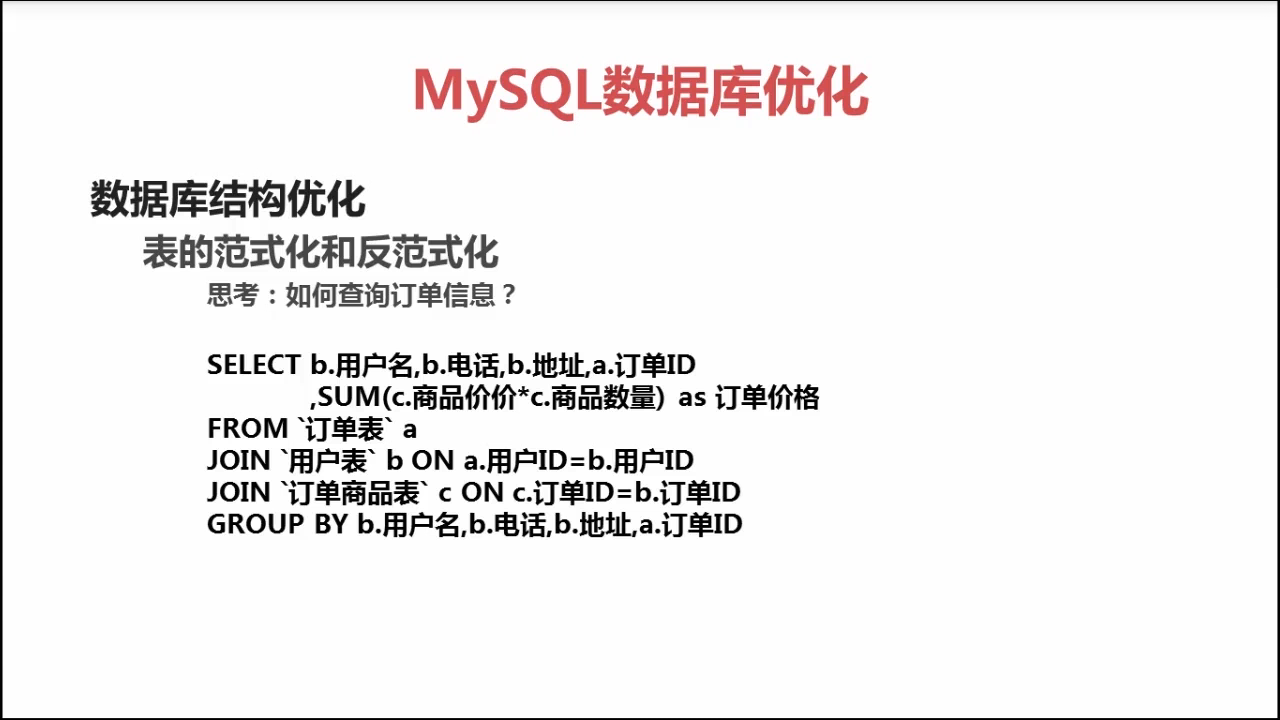 MySQL数据库优化
数据库结构优化
表的范式化和反范式化
思考：如何查询订单信息？
SELECT b.用户名,b.电话,b.地址,a.订单ID
,SUM(c.商品价价*c.商品数量) as 订单价格
FROM `订单表` a
JOIN `用户表` b ON a.用户ID=b.用户ID
JOIN `订单商品表` c ON c.订单ID=b.订单ID
GROUP BY b.用户名,b.电话,b.地址,a.订单ID